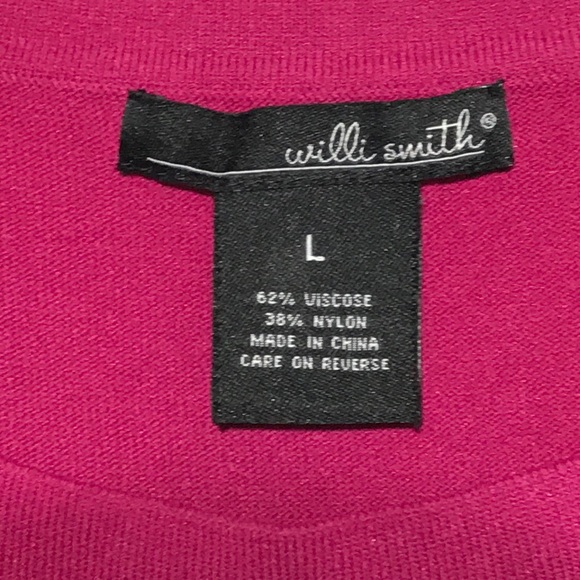 willi smith®
L
62% VISCOSE
38% NYLON
MADE IN CHINA
CARE ON REVERSE